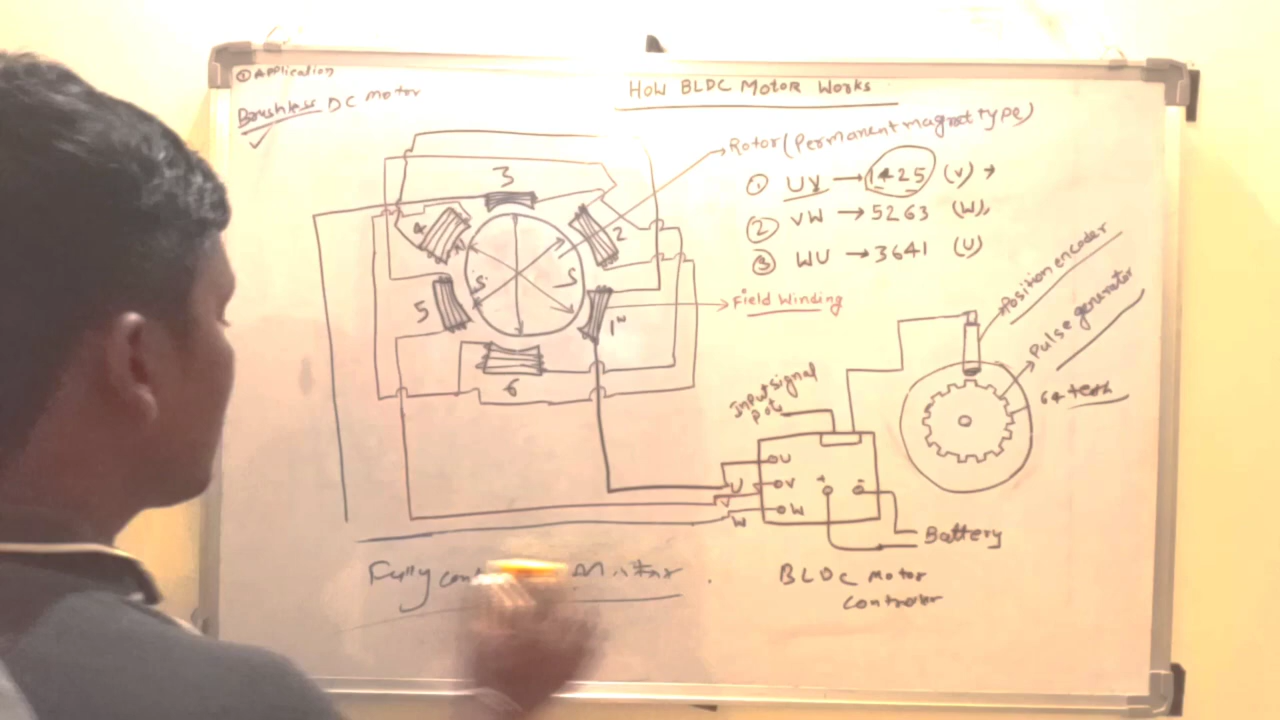 ① Application
Brushless DC motor
How BLDC Motor Works
Rotor (Permanent magnet type)
① UV → 1425 (V) →
② VW → 5263 (W),
③ WU → 3641 (U)
3
4
2
N
S
S
5
1
6
Field Winding
Position encoder
Pulse generator
64 teeth
Input signal
pot
U
V
W
+ -
U
V
W
Battery
Fully
BLDC Motor
Controller